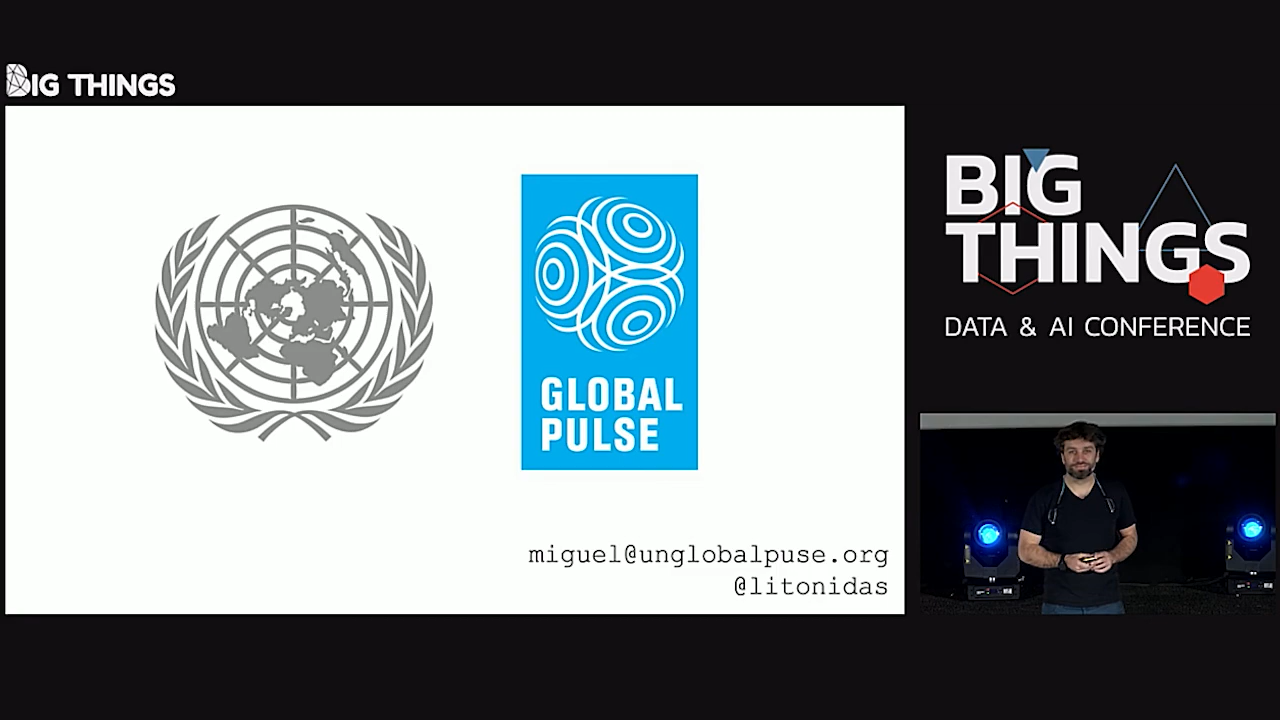 BIG THINGS
GLOBAL
PULSE
miguel@unglobalpuse.org
@litonidas
BIG
THINGS
DATA & AI CONFERENCE